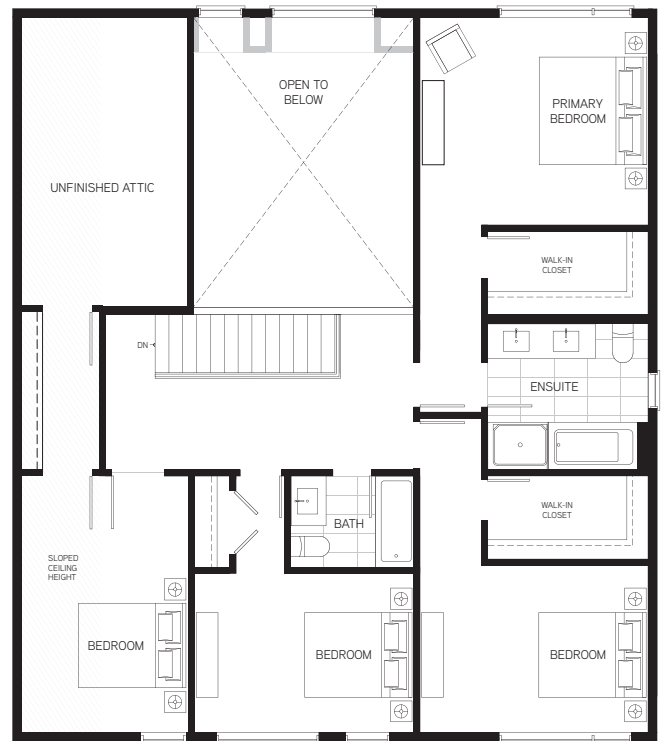 OPEN TO
BELOW
PRIMARY
BEDROOM
UNFINISHED ATTIC
WALK-IN
CLOSET
DN
ENSUITE
WALK-IN
CLOSET
BATH
SLOPED
CEILING
HEIGHT
BEDROOM
BEDROOM
BEDROOM